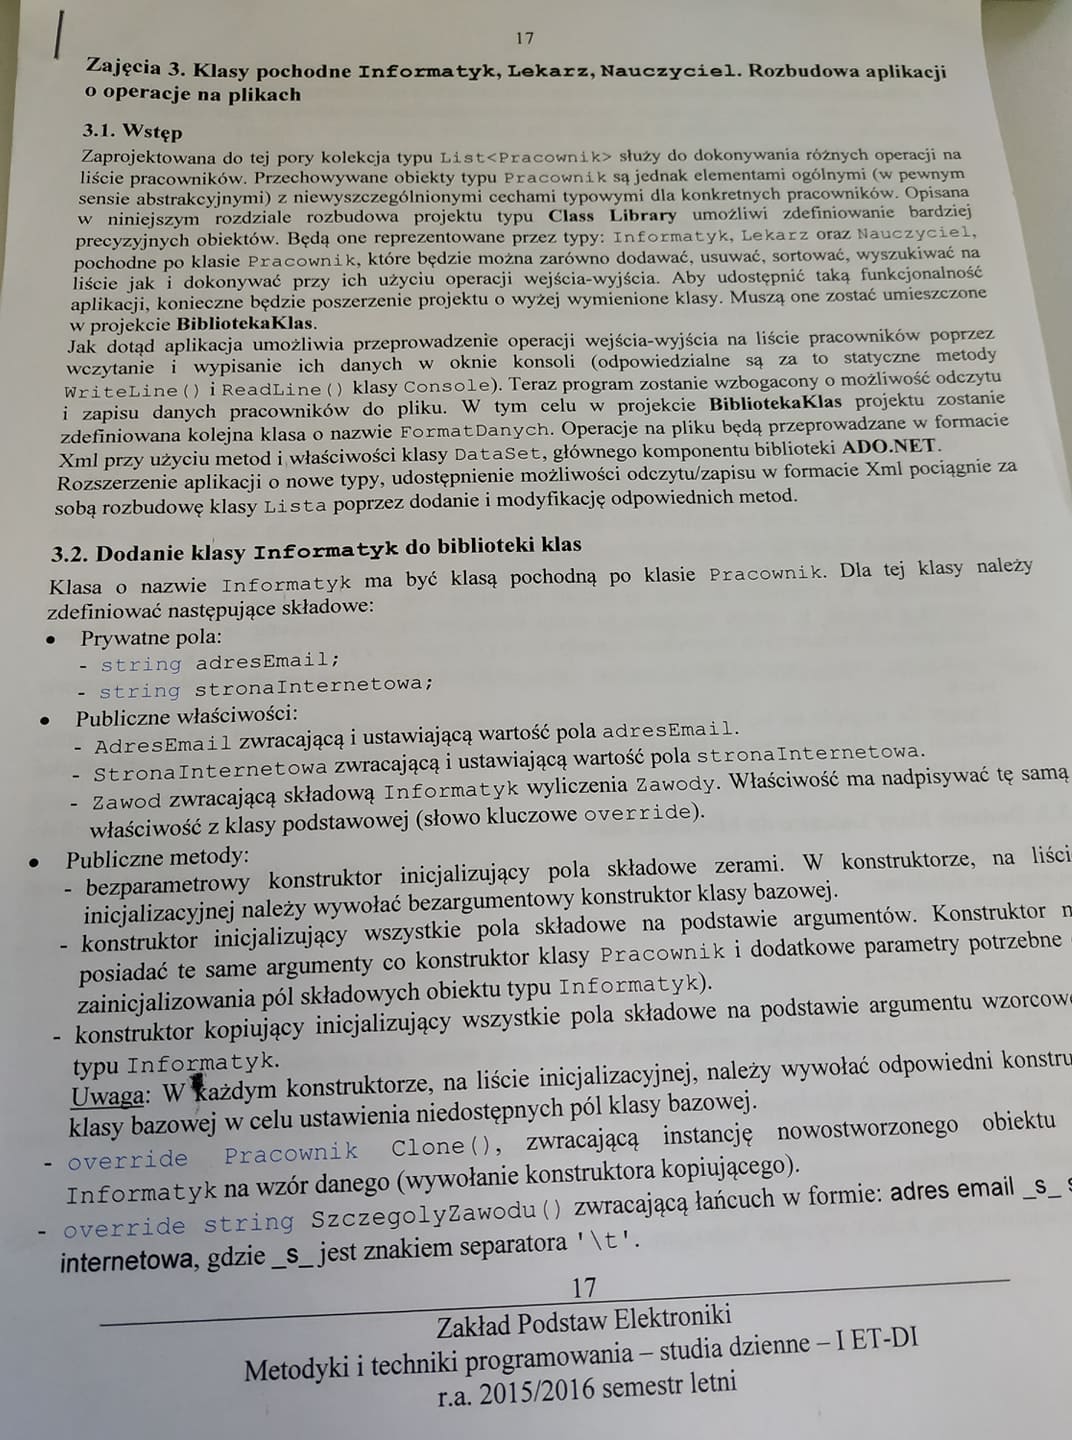 17
Zajęcia 3. Klasy pochodne Informatyk, Lekarz, Nauczyciel. Rozbudowa aplikacji
o operacje na plikach
3.1. Wstęp
Zaprojektowana do tej pory kolekcja typu List<Pracownik> służy do dokonywania różnych operacji na
liście pracowników. Przechowywane obiekty typu Pracownik są jednak elementami ogólnymi (w pewnym
sensie abstrakcyjnymi) z niewyszczególnionymi cechami typowymi dla konkretnych pracowników. Opisana
w niniejszym rozdziale rozbudowa projektu typu Class Library umożliwi zdefiniowanie bardziej
precyzyjnych obiektów. Będą one reprezentowane przez typy: Informatyk, Lekarz oraz Nauczyciel,
pochodne po klasie Pracownik, które będzie można zarówno dodawać, usuwać, sortować, wyszukiwać na
liście jak i dokonywać przy ich użyciu operacji wejścia-wyjścia. Aby udostępnić taką funkcjonalność
aplikacji, konieczne będzie poszerzenie projektu o wyżej wymienione klasy. Muszą one zostać umieszczone
w projekcie BibliotekaKlas.
Jak dotąd aplikacja umożliwia przeprowadzenie operacji wejścia-wyjścia na liście pracowników poprzez
wczytanie i wypisanie ich danych w oknie konsoli (odpowiedzialne są za to statyczne metody
WriteLine() i ReadLine() klasy Console). Teraz program zostanie wzbogacony o możliwość odczytu
i zapisu danych pracowników do pliku. W tym celu w projekcie BibliotekaKlas projektu zostanie
zdefiniowana kolejna klasa o nazwie FormatDanych. Operacje na pliku będą przeprowadzane w formacie
Xml przy użyciu metod i właściwości klasy DataSet, głównego komponentu biblioteki ADO.NET.
Rozszerzenie aplikacji o nowe typy, udostępnienie możliwości odczytu/zapisu w formacie Xml pociągnie za
sobą rozbudowę klasy Lista poprzez dodanie i modyfikację odpowiednich metod.
3.2. Dodanie klasy Informatyk do biblioteki klas
Klasa o nazwie Informatyk ma być klasą pochodną po klasie Pracownik. Dla tej klasy należy
zdefiniować następujące składowe:
• Prywatne pola:
- string adresEmail;
- string stronaInternetowa;
• Publiczne właściwości:
- AdresEmail zwracającą i ustawiającą wartość pola adresEmail.
- StronaInternetowa zwracającą i ustawiającą wartość pola stronaInternetowa.
- Zawod zwracającą składową Informatyk wyliczenia Zawody. Właściwość ma nadpisywać tę samą
właściwość z klasy podstawowej (słowo kluczowe override).
• Publiczne metody:
- bezparametrowy konstruktor inicjalizujący pola składowe zerami. W konstruktorze, na liści
inicjalizacyjnej należy wywołać bezargumentowy konstruktor klasy bazowej.
- konstruktor inicjalizujący wszystkie pola składowe na podstawie argumentów. Konstruktor
posiadać te same argumenty co konstruktor klasy Pracownik i dodatkowe parametry potrzebne
zainicjalizowania pól składowych obiektu typu Informatyk).
- konstruktor kopiujący inicjalizujący wszystkie pola składowe na podstawie argumentu wzorcow
typu Informatyk.
Uwaga: W każdym konstruktorze, na liście inicjalizacyjnej, należy wywołać odpowiedni konstru
klasy bazowej w celu ustawienia niedostępnych pól klasy bazowej.
- override Pracownik Clone(), zwracającą instancję nowostworzonego obiektu
Informatyk na wzór danego (wywołanie konstruktora kopiującego).
- override string SzczegolyZawodu() zwracającą łańcuch w formie: adres email _s_
internetowa, gdzie _s_ jest znakiem separatora '\t'.
17
Zakład Podstaw Elektroniki
Metodyki i techniki programowania – studia dzienne – I ET-DI
r.a. 2015/2016 semestr letni